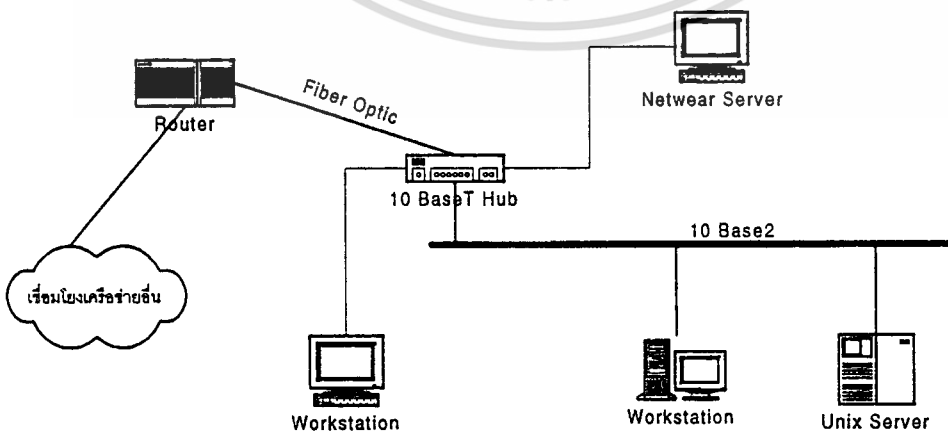 Netwear Server
Fiber Optic
Router
10 BaseT Hub
10 Base2
เชื่อมโยงเครือข่ายอื่น
Workstation
Workstation
Unix Server